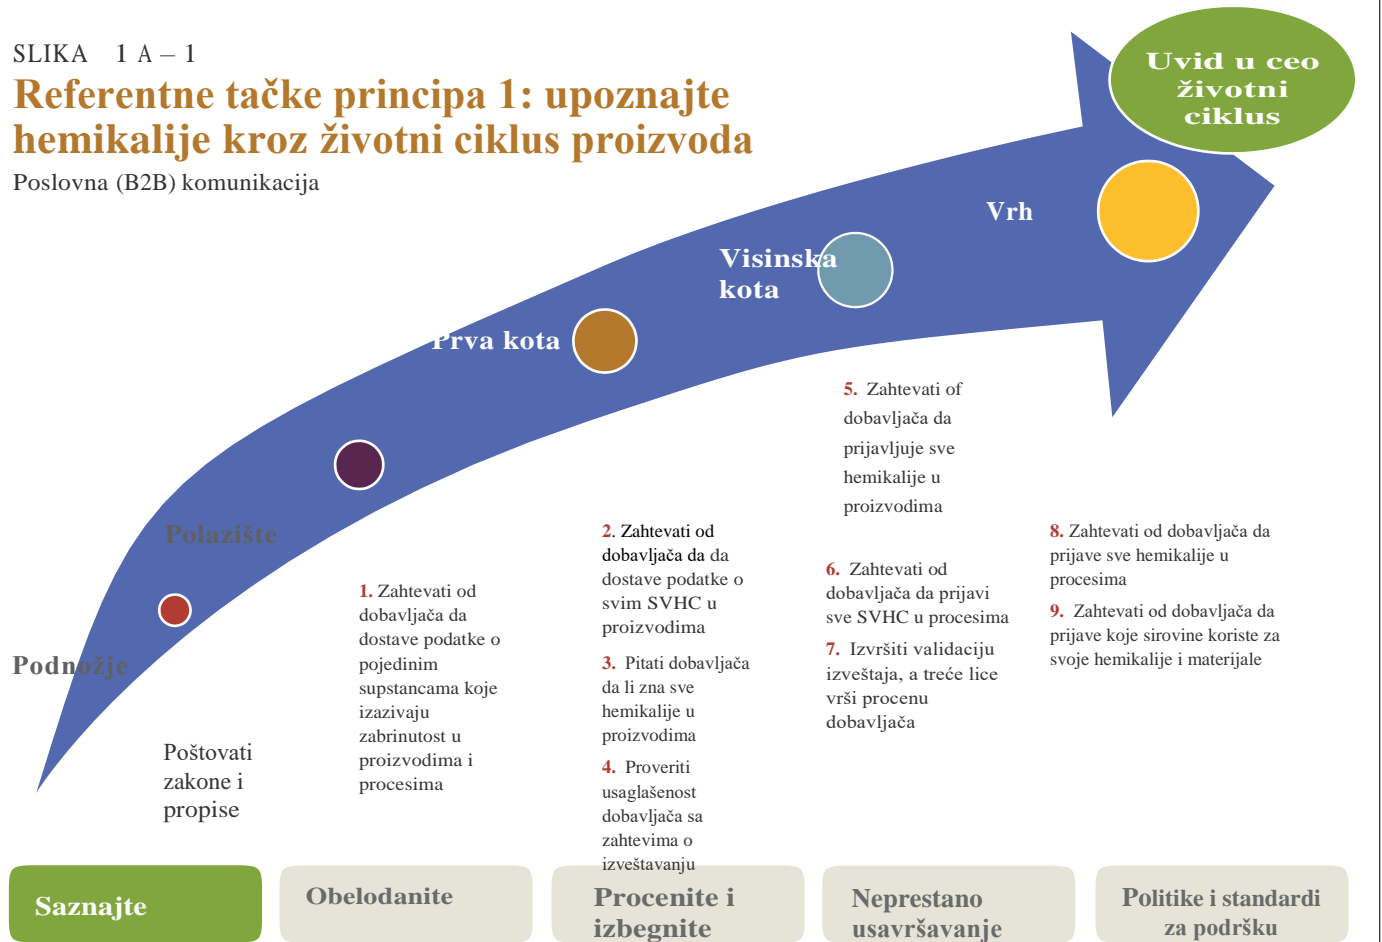 SLIKA 1 A – 1
Referentne tačke principa 1: upoznajte
hemikalije kroz životni ciklus proizvoda
Poslovna (B2B) komunikacija
Uvid u ceo
životni
ciklus
Vrh
Visinska
kota
Prva kota
Polazište
Podnožje
Poštovati
zakone i
propise
1. Zahtevati od
dobavljača da
dostave podatke o
pojedinim
supstancama koje
izazivaju
zabrinutost u
proizvodima i
procesima
2. Zahtevati od
dobavljača da da
dostave podatke o
svim SVHC u
proizvodima
3. Pitati dobavljača
da li zna sve
hemikalije u
proizvodima
4. Proveriti
usaglašenost
dobavljača sa
zahtevima o
izveštavanju
5. Zahtevati of
dobavljača da
prijavljuje sve
hemikalije u
proizvodima
6. Zahtevati od
dobavljača da prijavi
sve SVHC u procesima
7. Izvršiti validaciju
izveštaja, a treće lice
vrši procenu
dobavljača
8. Zahtevati od dobavljača da
prijave sve hemikalije u
procesima
9. Zahtevati od dobavljača da
prijave koje sirovine koriste za
svoje hemikalije i materijale
Saznajte
Obelodanite
Procenite i
izbegnite
Neprestano
usavršavanje
Politike i standardi
za podršku